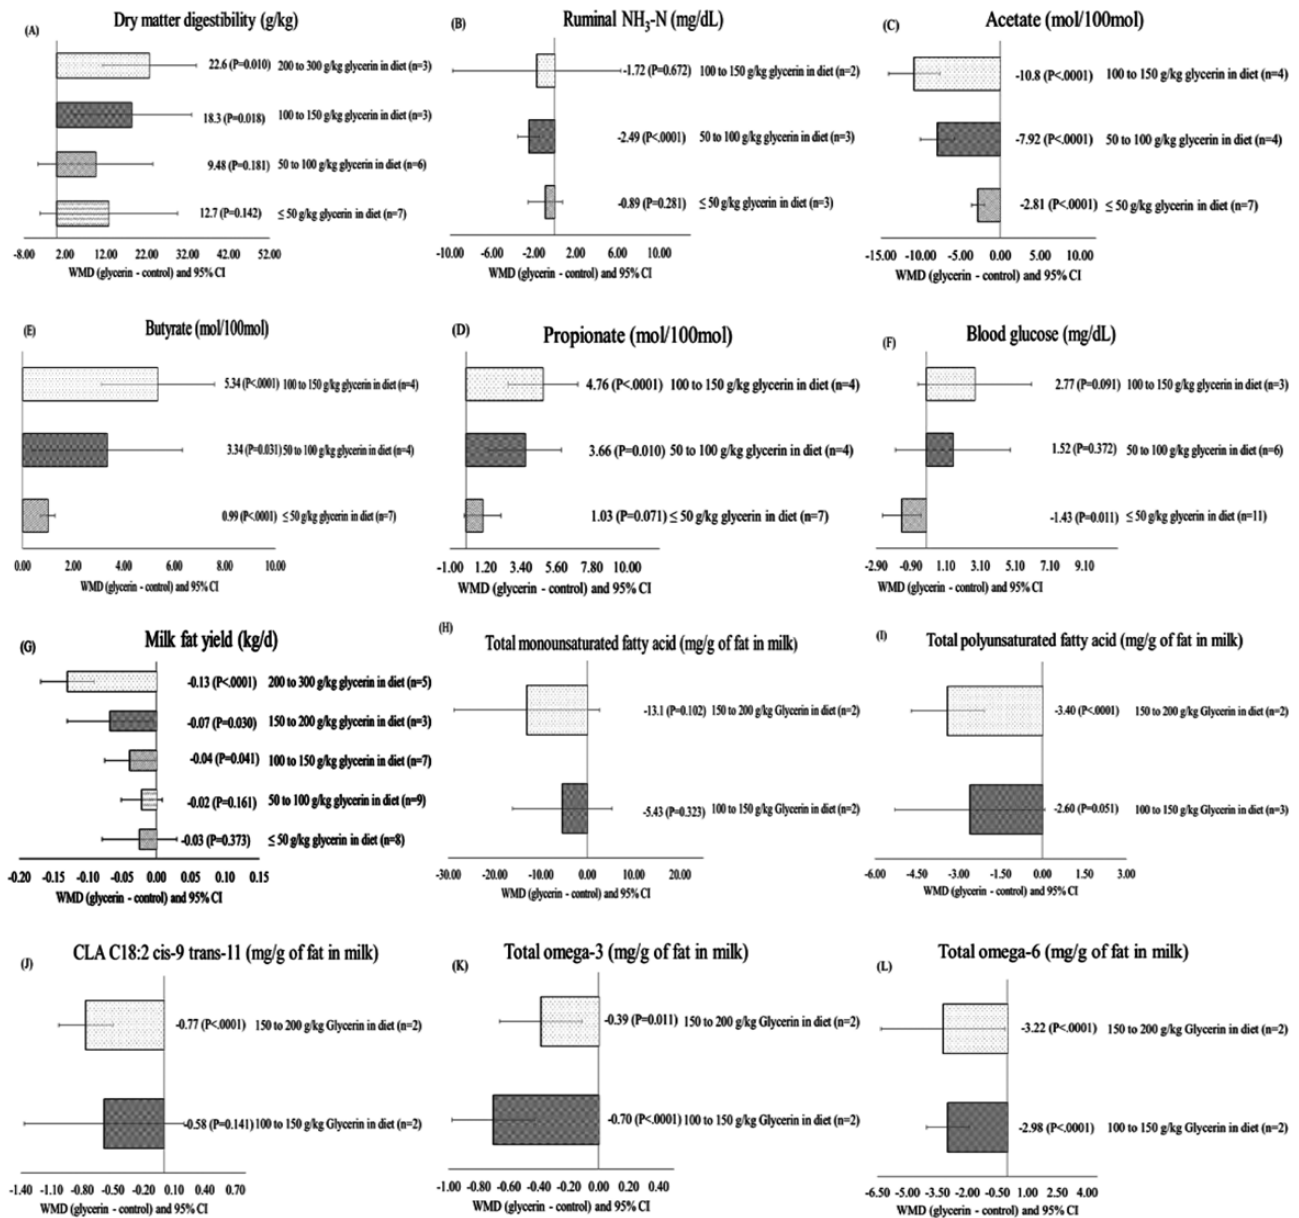 (A)
Dry matter digestibility (g/kg)
22.6 (P=0.010) 200 to 300 g/kg glycerin in diet (n=3)
18.3 (P=0.018) 100 to 150 g/kg glycerin in diet (n=3)
9.48 (P=0.181) 50 to 100 g/kg glycerin in diet (n=6)
12.7 (P=0.142) ≤ 50 g/kg glycerin in diet (n=7)
-8.00 2.00 12.00 22.00 32.00 42.00 52.00
WMD (glycerin - control) and 95% CI
(B)
Ruminal NH3-N (mg/dL)
-1.72 (P=0.672) 100 to 150 g/kg glycerin in diet (n=2)
-2.49 (P<.0001) 50 to 100 g/kg glycerin in diet (n=3)
-0.89 (P=0.281) ≤ 50 g/kg glycerin in diet (n=3)
-10.00 -6.00 -2.00 2.00 6.00 10.00
WMD (glycerin - control) and 95% CI
(C)
Acetate (mol/100mol)
-10.8 (P<.0001) 100 to 150 g/kg glycerin in diet (n=4)
-7.92 (P<.0001) 50 to 100 g/kg glycerin in diet (n=4)
-2.81 (P<.0001) ≤ 50 g/kg glycerin in diet (n=7)
-15.00 -10.00 -5.00 0.00 5.00 10.00
WMD (glycerin - control) and 95% CI
(E)
Butyrate (mol/100mol)
5.34 (P<.0001) 100 to 150 g/kg glycerin in diet (n=4)
3.34 (P=0.031) 50 to 100 g/kg glycerin in diet (n=4)
0.99 (P<.0001) ≤ 50 g/kg glycerin in diet (n=7)
0.00 2.00 4.00 6.00 8.00 10.00
WMD (glycerin - control) and 95% CI
(D)
Propionate (mol/100mol)
4.76 (P<.0001) 100 to 150 g/kg glycerin in diet (n=4)
3.66 (P=0.010) 50 to 100 g/kg glycerin in diet (n=4)
1.03 (P=0.071) ≤ 50 g/kg glycerin in diet (n=7)
-1.00 1.20 3.40 5.60 7.80 10.00
WMD (glycerin - control) and 95% CI
(F)
Blood glucose (mg/dL)
2.77 (P=0.091) 100 to 150 g/kg glycerin in diet (n=3)
1.52 (P=0.372) 50 to 100 g/kg glycerin in diet (n=6)
-1.43 (P=0.011) ≤ 50 g/kg glycerin in diet (n=11)
-2.90 -0.90 1.10 3.10 5.10 7.10 9.10
WMD (glycerin - control) and 95% CI
(G)
Milk fat yield (kg/d)
-0.13 (P<.0001) 200 to 300 g/kg glycerin in diet (n=5)
-0.07 (P=0.030) 150 to 200 g/kg glycerin in diet (n=3)
-0.04 (P=0.041) 100 to 150 g/kg glycerin in diet (n=7)
-0.02 (P=0.161) 50 to 100 g/kg glycerin in diet (n=9)
-0.03 (P=0.373) ≤ 50 g/kg glycerin in diet (n=8)
-0.20 -0.15 -0.10 -0.05 0.00 0.05 0.10 0.15
WMD (glycerin - control) and 95% CI
(H)
Total monounsaturated fatty acid (mg/g of fat in milk)
-13.1 (P=0.102) 150 to 200 g/kg Glycerin in diet (n=2)
-5.43 (P=0.323) 100 to 150 g/kg Glycerin in diet (n=2)
-30.00 -20.00 -10.00 0.00 10.00 20.00
WMD (glycerin - control) and 95% CI
(I)
Total polyunsaturated fatty acid (mg/g of fat in milk)
-3.40 (P<.0001) 150 to 200 g/kg Glycerin in diet (n=2)
-2.60 (P=0.051) 100 to 150 g/kg Glycerin in diet (n=3)
-6.00 -4.50 -3.00 -1.50 0.00 1.50 3.00
WMD (glycerin - control) and 95% CI
(J)
CLA C18:2 cis-9 trans-11 (mg/g of fat in milk)
-0.77 (P<.0001) 150 to 200 g/kg Glycerin in diet (n=2)
-0.58 (P=0.141) 100 to 150 g/kg Glycerin in diet (n=2)
-1.40 -1.10 -0.80 -0.50 -0.20 0.10 0.40 0.70
WMD (glycerin - control) and 95% CI
(K)
Total omega-3 (mg/g of fat in milk)
-0.39 (P=0.011) 150 to 200 g/kg Glycerin in diet (n=2)
-0.70 (P<.0001) 100 to 150 g/kg Glycerin in diet (n=2)
-1.00 -0.80 -0.60 -0.40 -0.20 0.00 0.20 0.40
WMD (glycerin - control) and 95% CI
(L)
Total omega-6 (mg/g of fat in milk)
-3.22 (P<.0001) 150 to 200 g/kg Glycerin in diet (n=2)
-2.98 (P<.0001) 100 to 150 g/kg Glycerin in diet (n=2)
-6.50 -5.00 -3.50 -2.00 -0.50 1.00 2.50 4.00
WMD (glycerin - control) and 95% CI